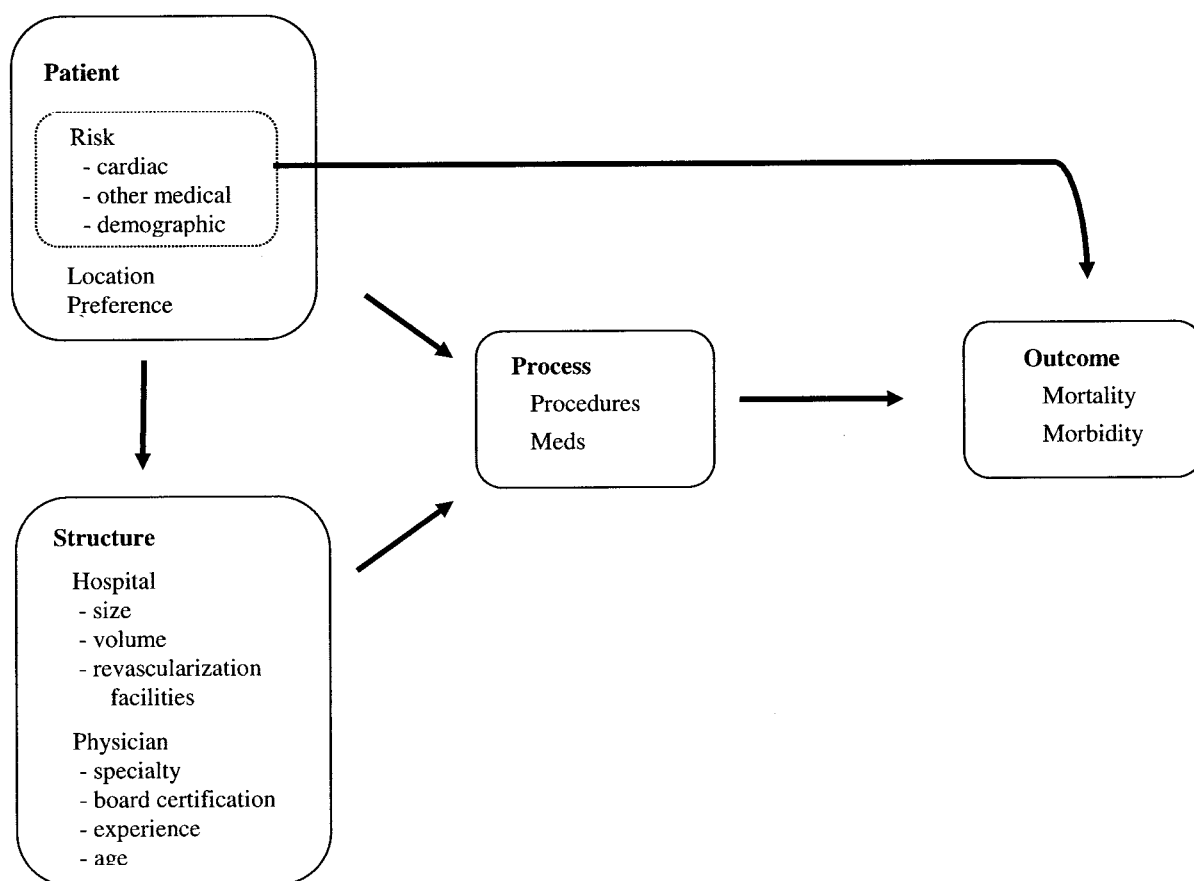 Patient
Risk
- cardiac
- other medical
- demographic
Location
Preference
Process
Procedures
Meds
Outcome
Mortality
Morbidity
Structure
Hospital
- size
- volume
- revascularization
facilities
Physician
- specialty
- board certification
- experience
- age